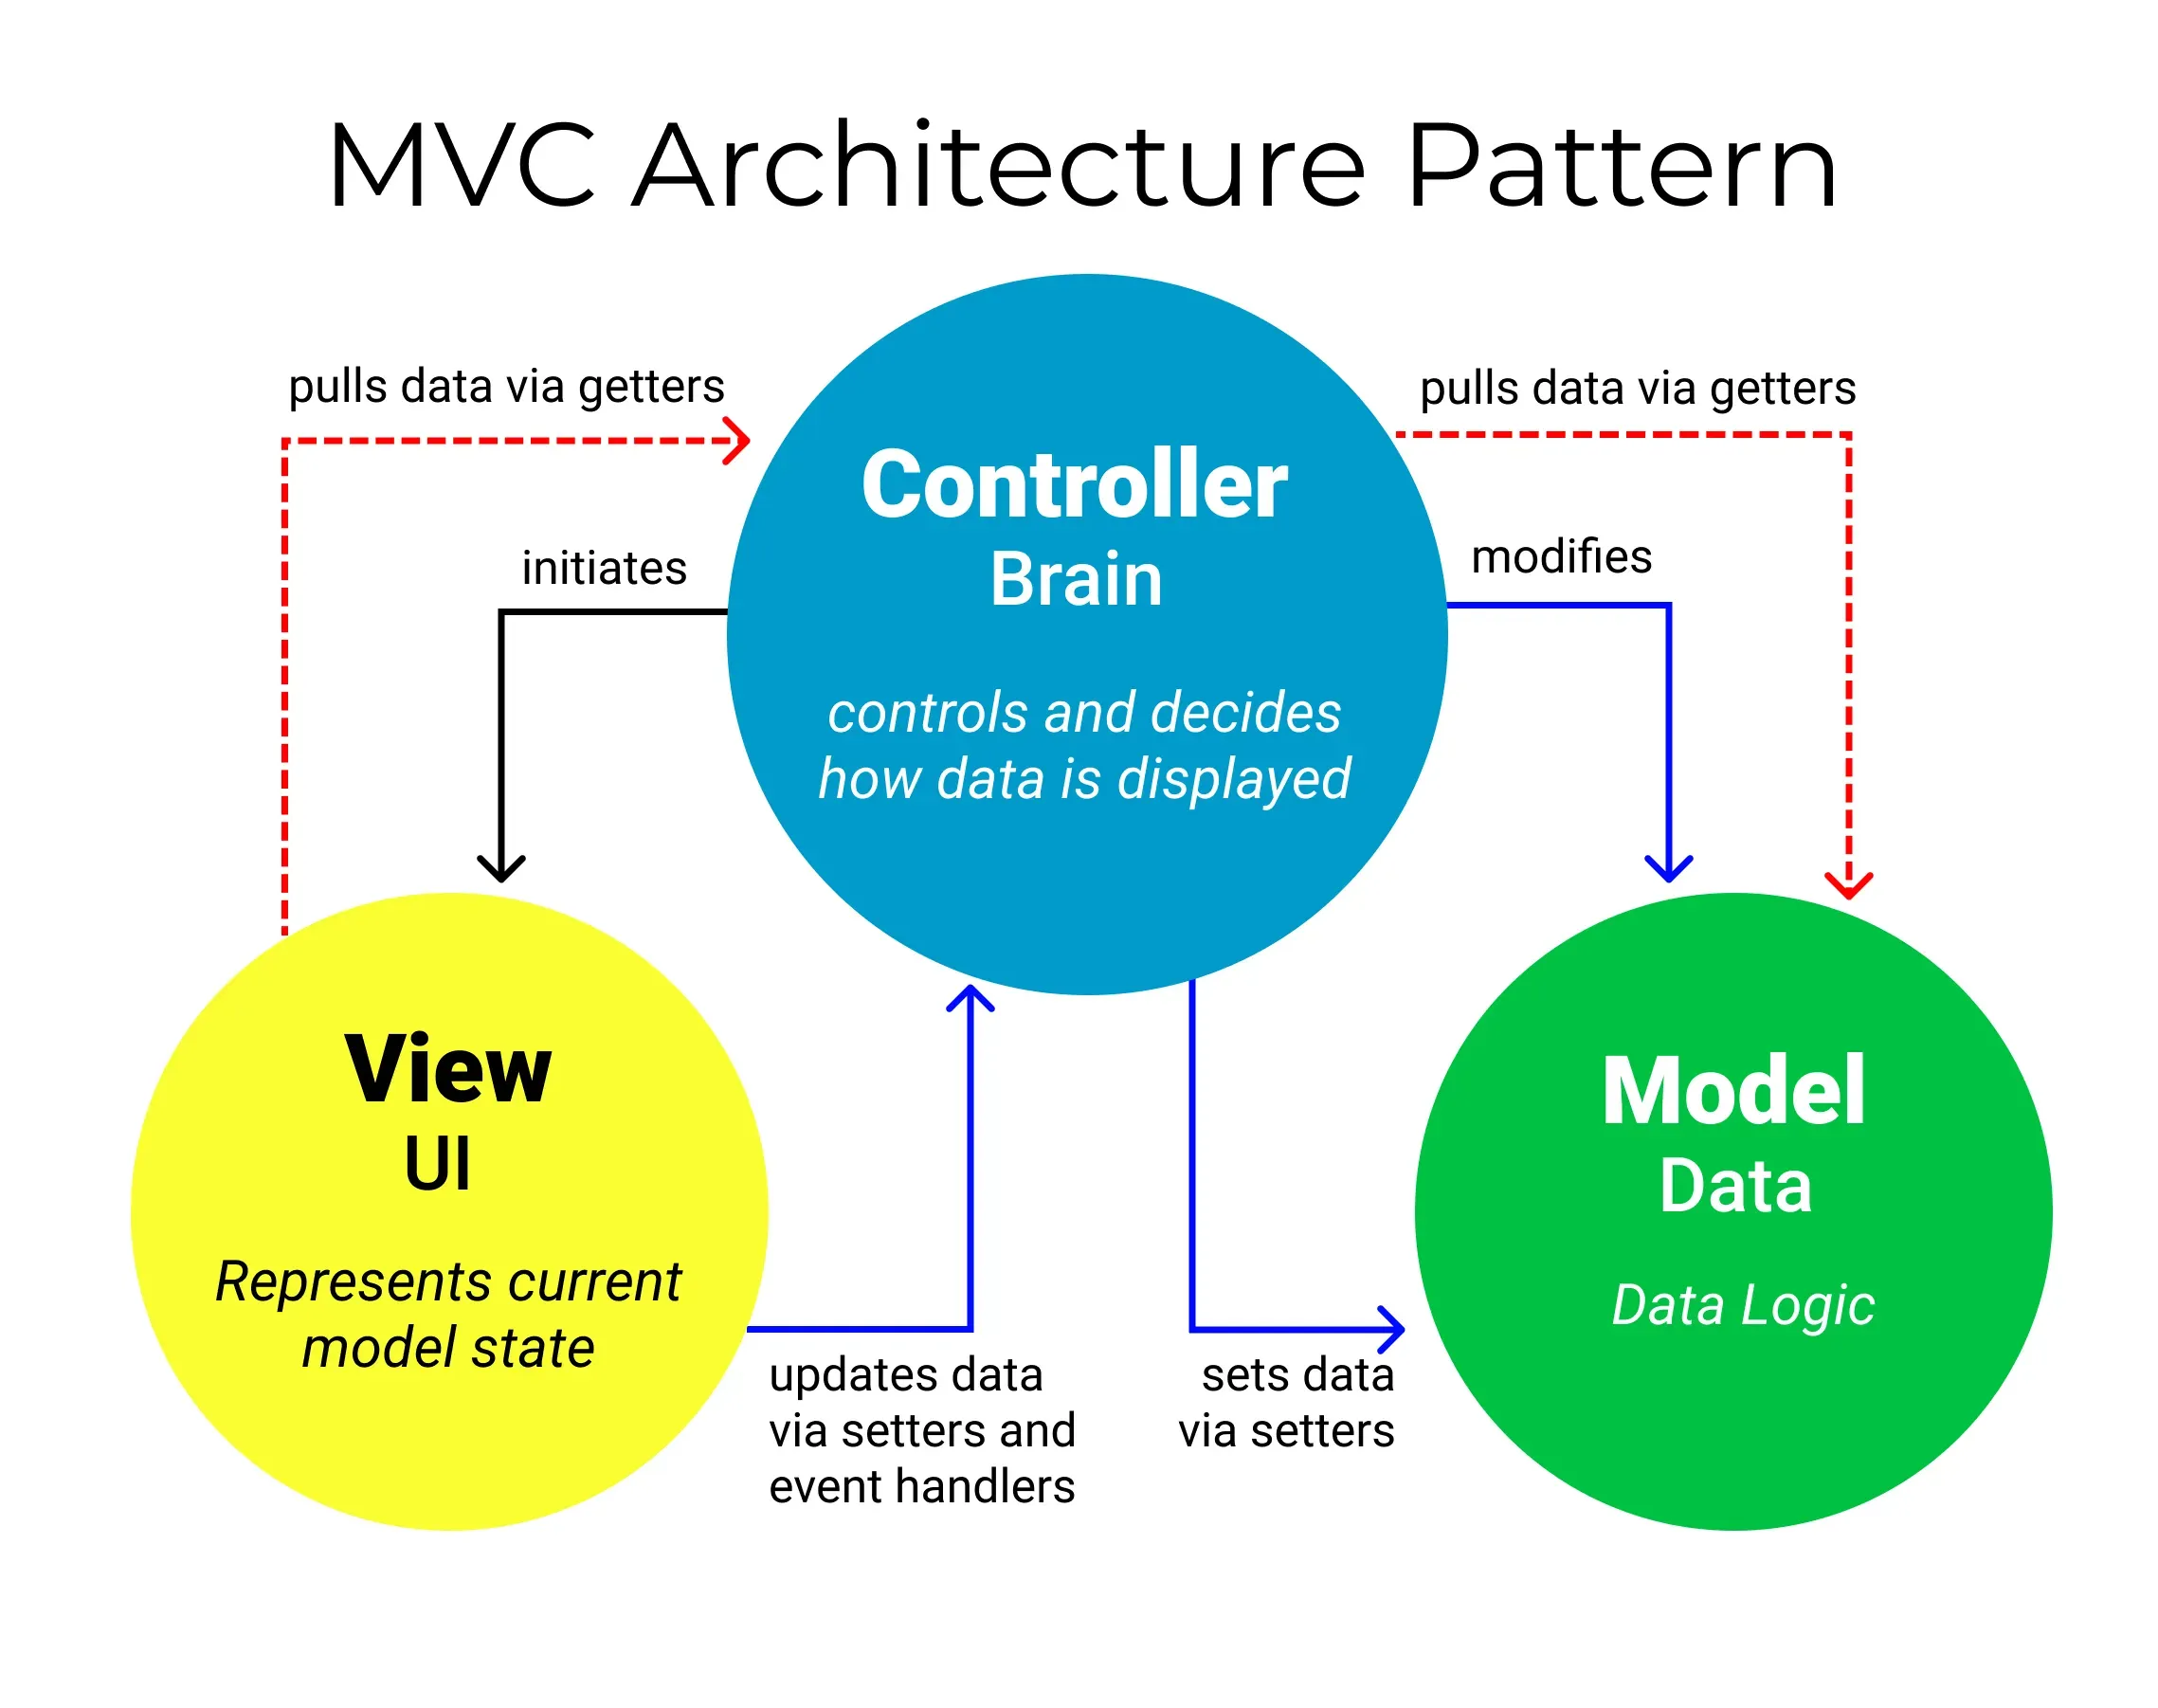 MVC Architecture Pattern
pulls data via getters
pulls data via getters
Controller
Brain
initiates
modifies
controls and decides
how data is displayed
View
UI
Represents current
model state
Model
Data
Data Logic
updates data
via setters and
event handlers
sets data
via setters